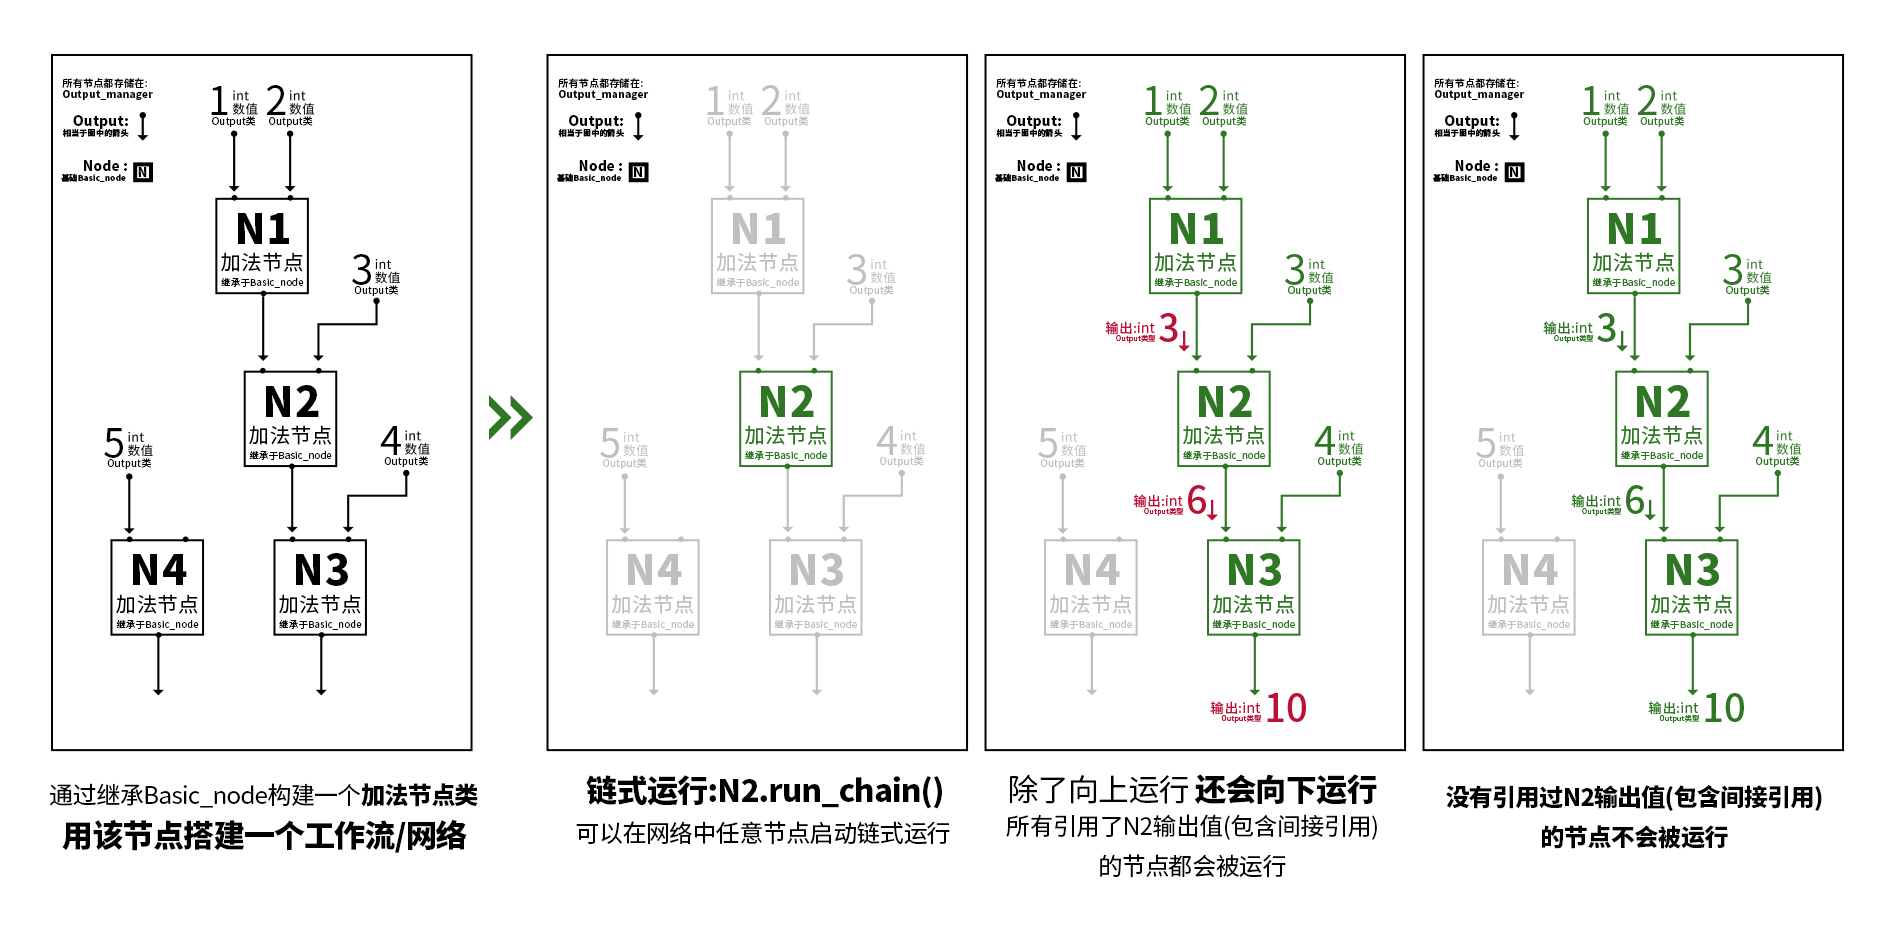 所有节点都存储在:
Output_manager
Output:
相当于图中的箭头
Node :
基础Basic_node
N
1
int
数值
Output类
2
int
数值
Output类
N1
加法节点
继承于Basic_node
3
int
数值
Output类
N2
加法节点
继承于Basic_node
5
int
数值
Output类
4
int
数值
Output类
N4
加法节点
继承于Basic_node
N3
加法节点
继承于Basic_node
通过继承Basic_node构建一个加法节点类
用该节点搭建一个工作流/网络
所有节点都存储在:
Output_manager
Output:
相当于图中的箭头
Node :
基础Basic_node
N
1
int
数值
Output类
2
int
数值
Output类
N1
加法节点
继承于Basic_node
3
int
数值
Output类
N2
加法节点
继承于Basic_node
5
int
数值
Output类
4
int
数值
Output类
N4
加法节点
继承于Basic_node
N3
加法节点
继承于Basic_node
链式运行:N2.run_chain()
可以在网络中任意节点启动链式运行
所有节点都存储在:
Output_manager
Output:
相当于图中的箭头
Node :
基础Basic_node
N
1
int
数值
Output类
2
int
数值
Output类
N1
加法节点
继承于Basic_node
3
int
数值
Output类
输出:int
Output类型
3
N2
加法节点
继承于Basic_node
5
int
数值
Output类
4
int
数值
Output类
输出:int
Output类型
6
N4
加法节点
继承于Basic_node
N3
加法节点
继承于Basic_node
输出:int
Output类型
10
除了向上运行 还会向下运行
所有引用了N2输出值(包含间接引用)
的节点都会被运行
所有节点都存储在:
Output_manager
Output:
相当于图中的箭头
Node :
基础Basic_node
N
1
int
数值
Output类
2
int
数值
Output类
N1
加法节点
继承于Basic_node
3
int
数值
Output类
输出:int
Output类型
3
N2
加法节点
继承于Basic_node
5
int
数值
Output类
4
int
数值
Output类
输出:int
Output类型
6
N4
加法节点
继承于Basic_node
N3
加法节点
继承于Basic_node
输出:int
Output类型
10
没有引用过N2输出值(包含间接引用)
的节点不会被运行